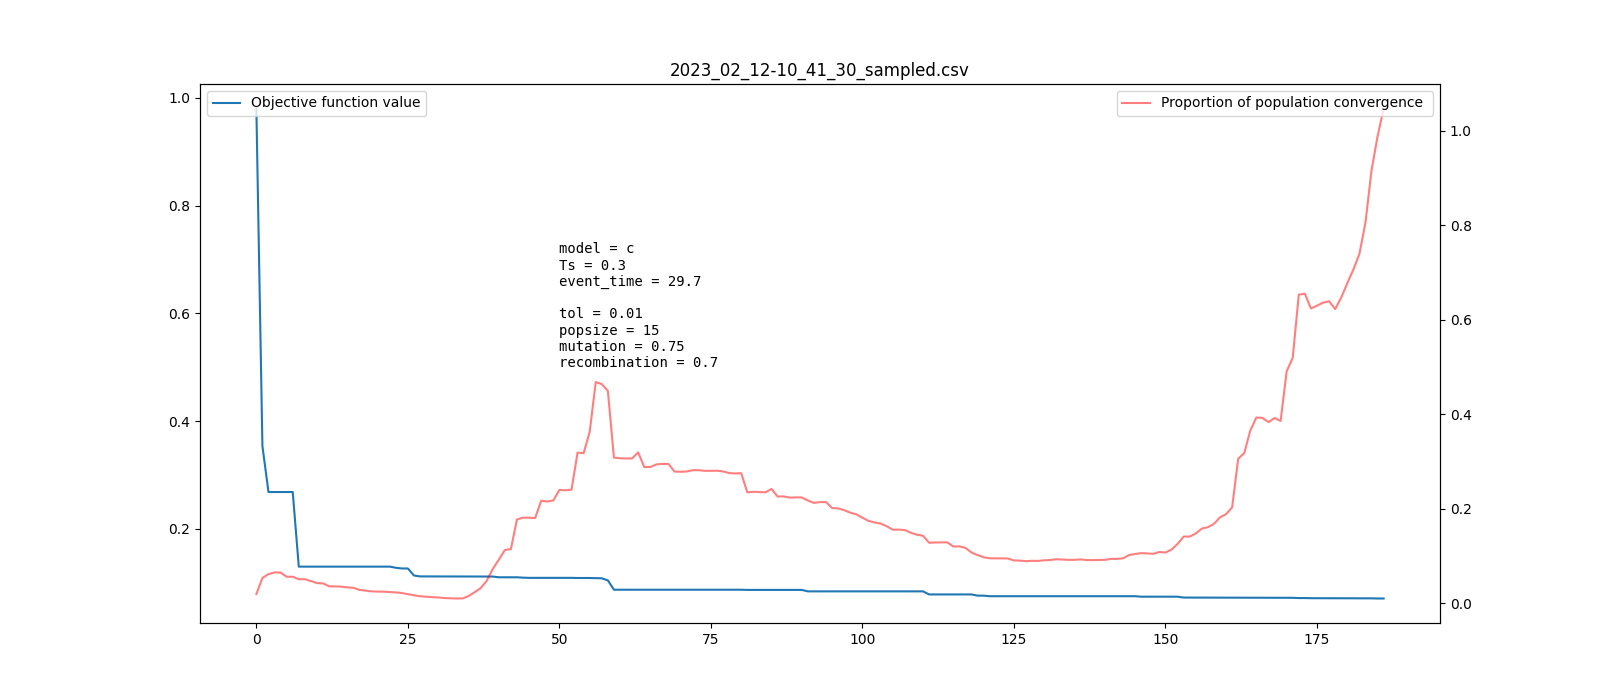 2023_02_12-10_41_30_sampled.csv
Objective function value
Proportion of population convergence
1.0
0.8
0.6
0.4
0.2
1.0
0.8
0.6
0.4
0.2
0.0
model = c
Ts = 0.3
event_time = 29.7
tol = 0.01
popsize = 15
mutation = 0.75
recombination = 0.7
0 25 50 75 100 125 150 175